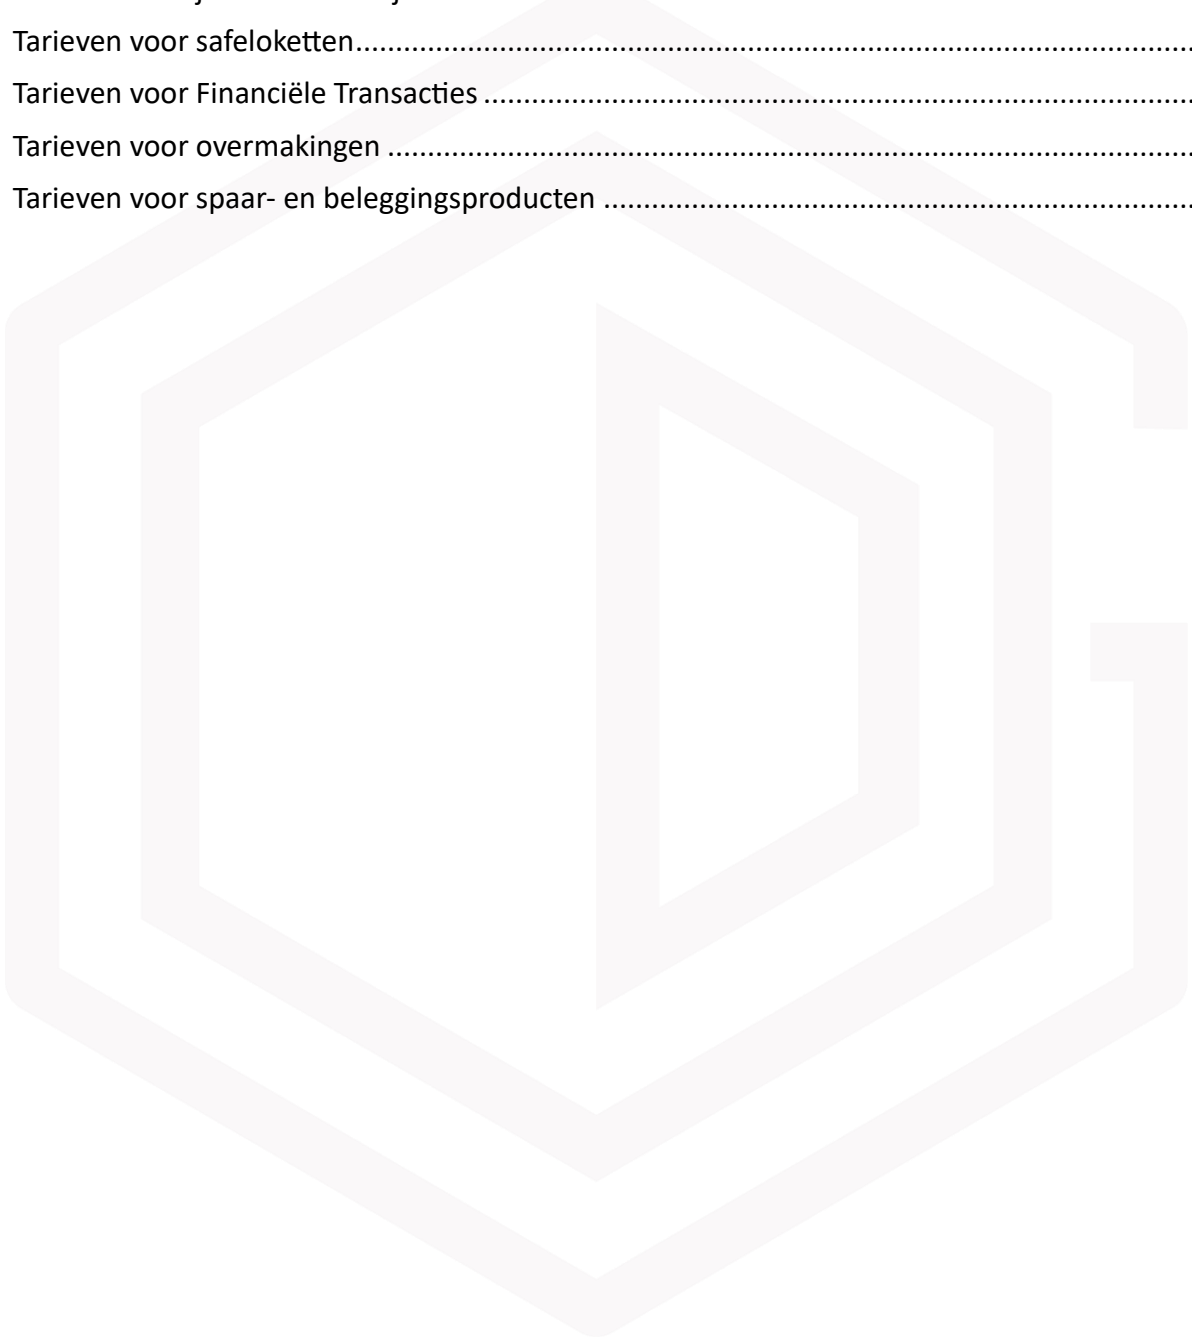 Tarieven voor safeloketten....................................................................................................
Tarieven voor Financiële Transacties ....................................................................................
Tarieven voor overmakingen ................................................................................................
Tarieven voor spaar- en beleggingsproducten .....................................................................